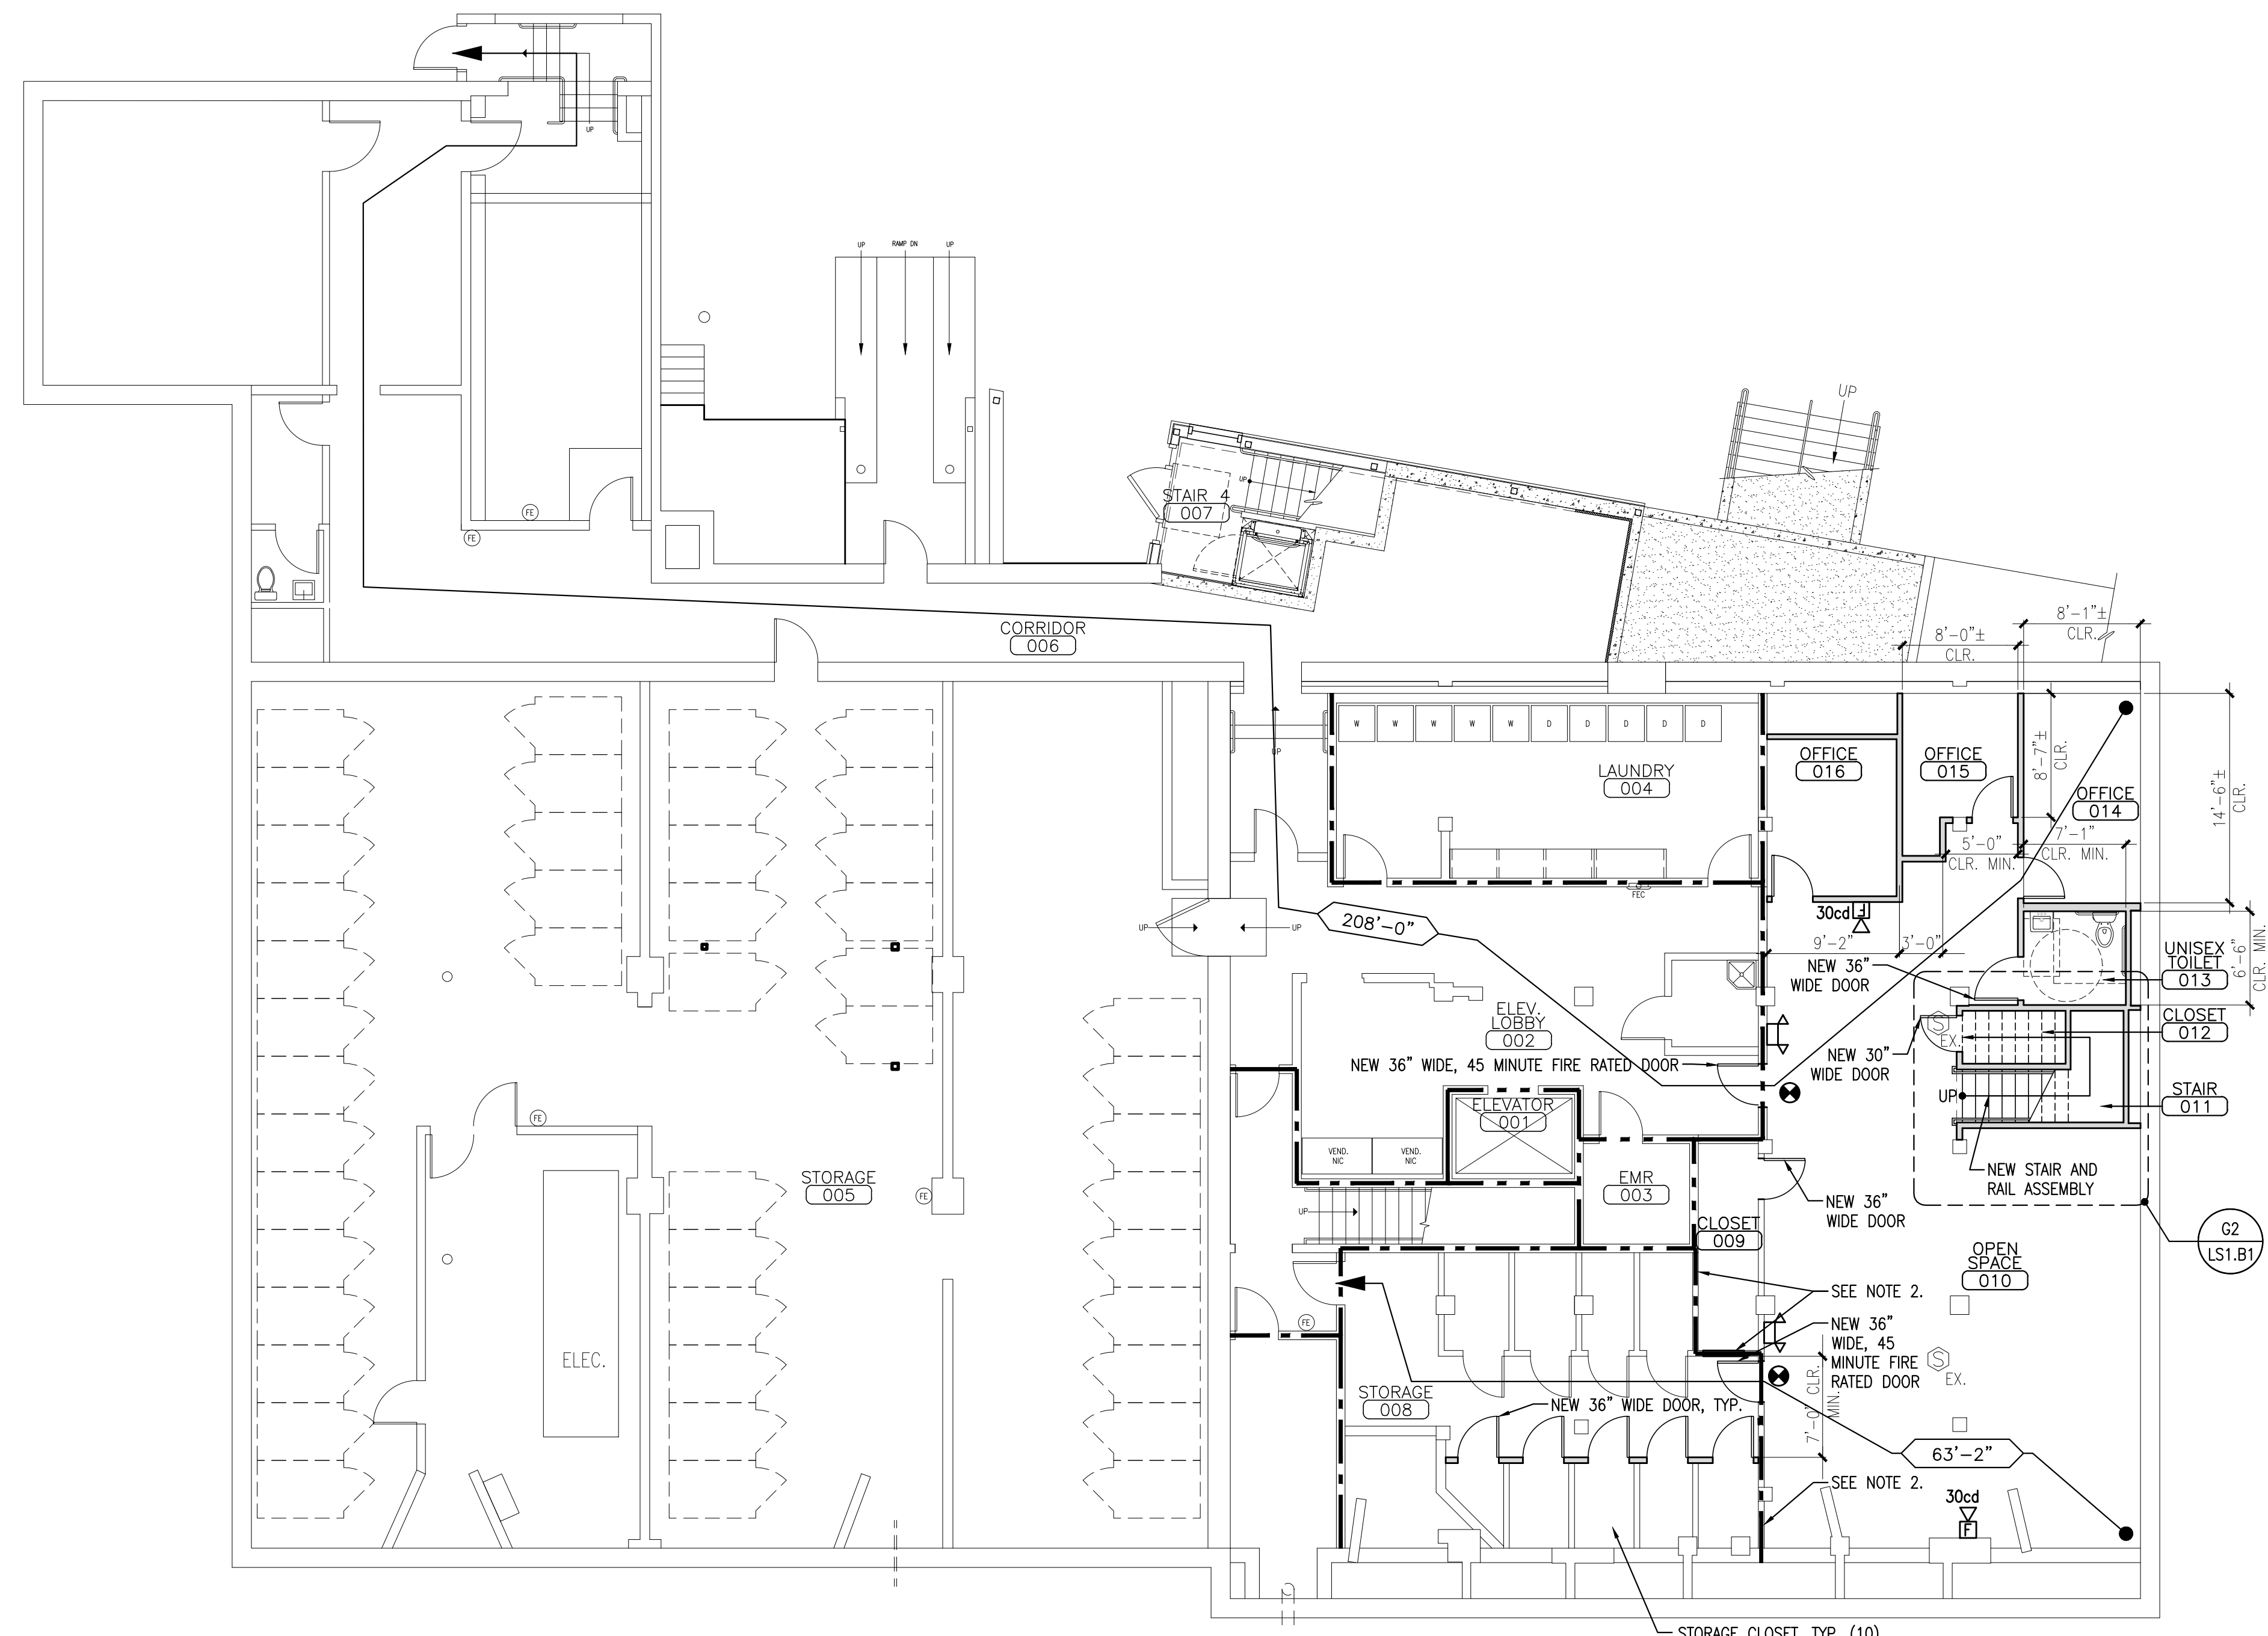 UP
UP
RAMP DN
UP
UP
STAIR 4
007
UP
FE
FE
CORRIDOR
006
8'-1"±
CLR.
8'-0"±
CLR.
W
W
W
W
W
D
D
D
D
D
UP
LAUNDRY
004
OFFICE
016
OFFICE
015
8'-7"±
CLR.
OFFICE
014
14'-6"±
CLR.
5'-0"
CLR. MIN.
7'-1"
CLR. MIN.
FEC
30cd
F
208'-0"
UP
UP
9'-2"
3'-0"
NEW 36"
WIDE DOOR
UNISEX
TOILET
013
6'-6"
CLR. MIN.
ELEV.
LOBBY
002
S
EX.
CLOSET
012
NEW 36" WIDE, 45 MINUTE FIRE RATED DOOR
NEW 30"
WIDE DOOR
UP
STAIR
011
ELEVATOR
001
FE
VEND.
NIC
VEND.
NIC
STORAGE
005
FE
EMR
003
NEW STAIR AND
RAIL ASSEMBLY
NEW 36"
WIDE DOOR
UP
CLOSET
009
G2
LS1.B1
OPEN
SPACE
010
SEE NOTE 2.
FE
NEW 36"
WIDE, 45
MINUTE FIRE
RATED DOOR
S
EX.
ELEC.
7'-0" CLR.
MIN.
STORAGE
008
NEW 36" WIDE DOOR, TYP.
63'-2"
SEE NOTE 2.
30cd
F
STORAGE CLOSET, TYP. (10)